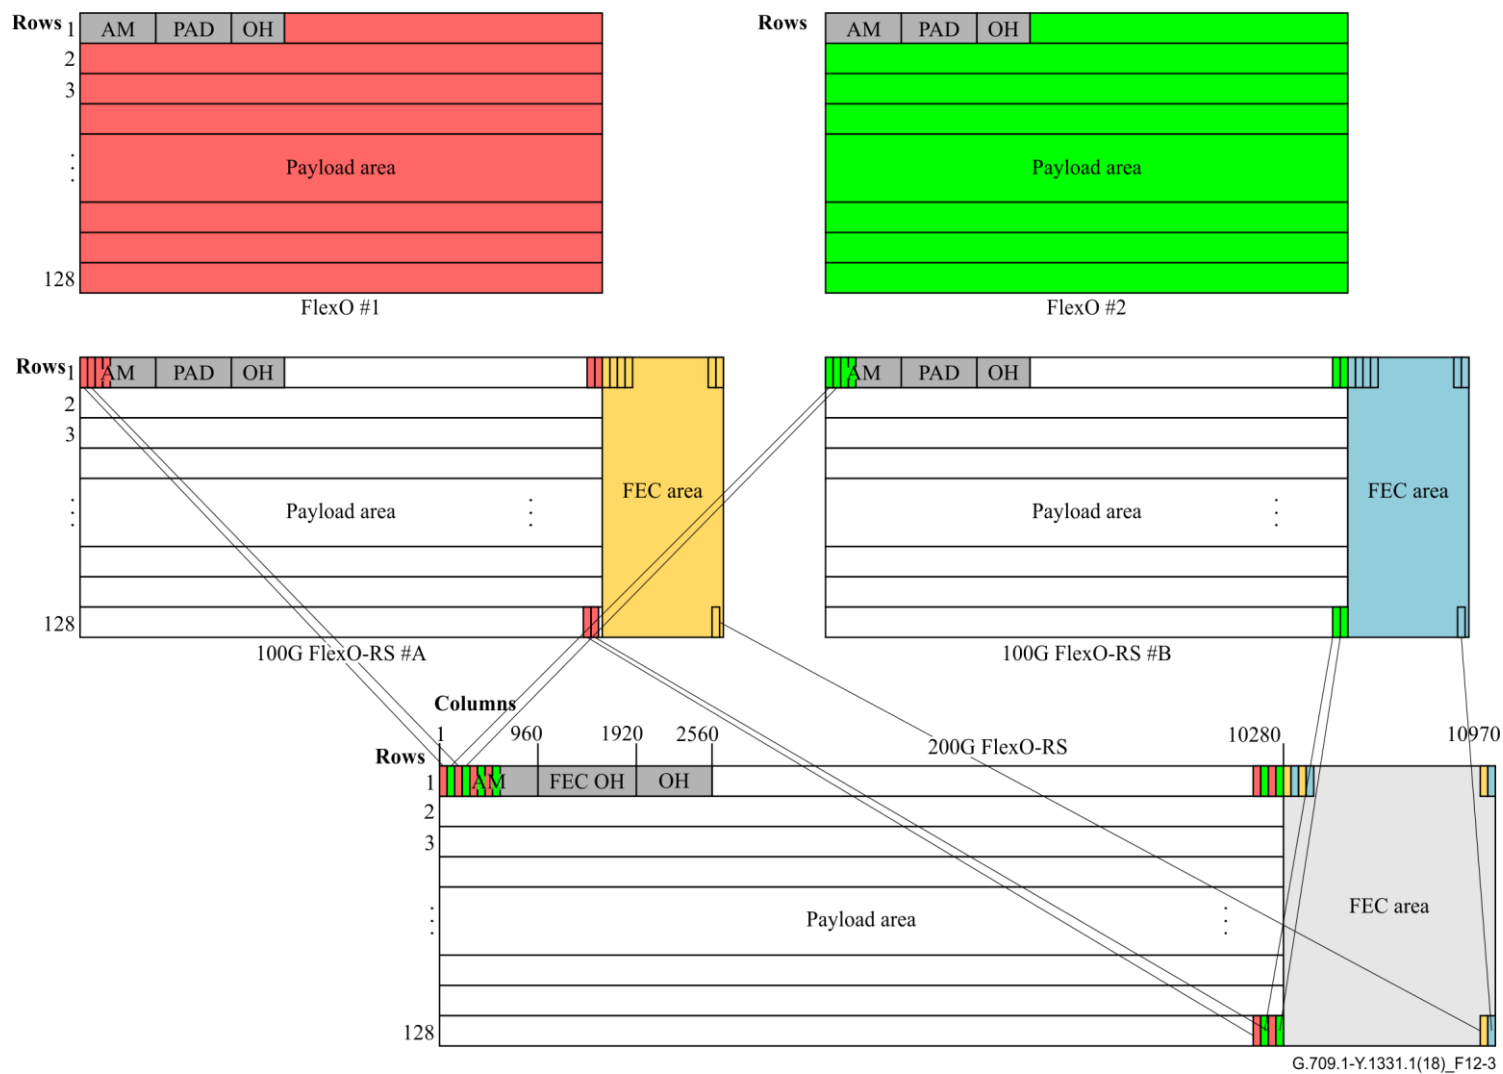 Rows Rows
1 AM PAD OH AM PAD OH
2
3
Payload area Payload area
128
FlexO #1 FlexO #2
Rows 1 AM PAD OH AM PAD OH
2
3
FEC area FEC area
Payload area Payload area
128
100G FlexO-RS #A 100G FlexO-RS #B
Columns
1 960 1920 2560 200G FlexO-RS 10280 10970
Rows
1 AM FEC OH OH
2
3
FEC area
Payload area
128
G.709.1-Y.1331.1(18)_F12-3